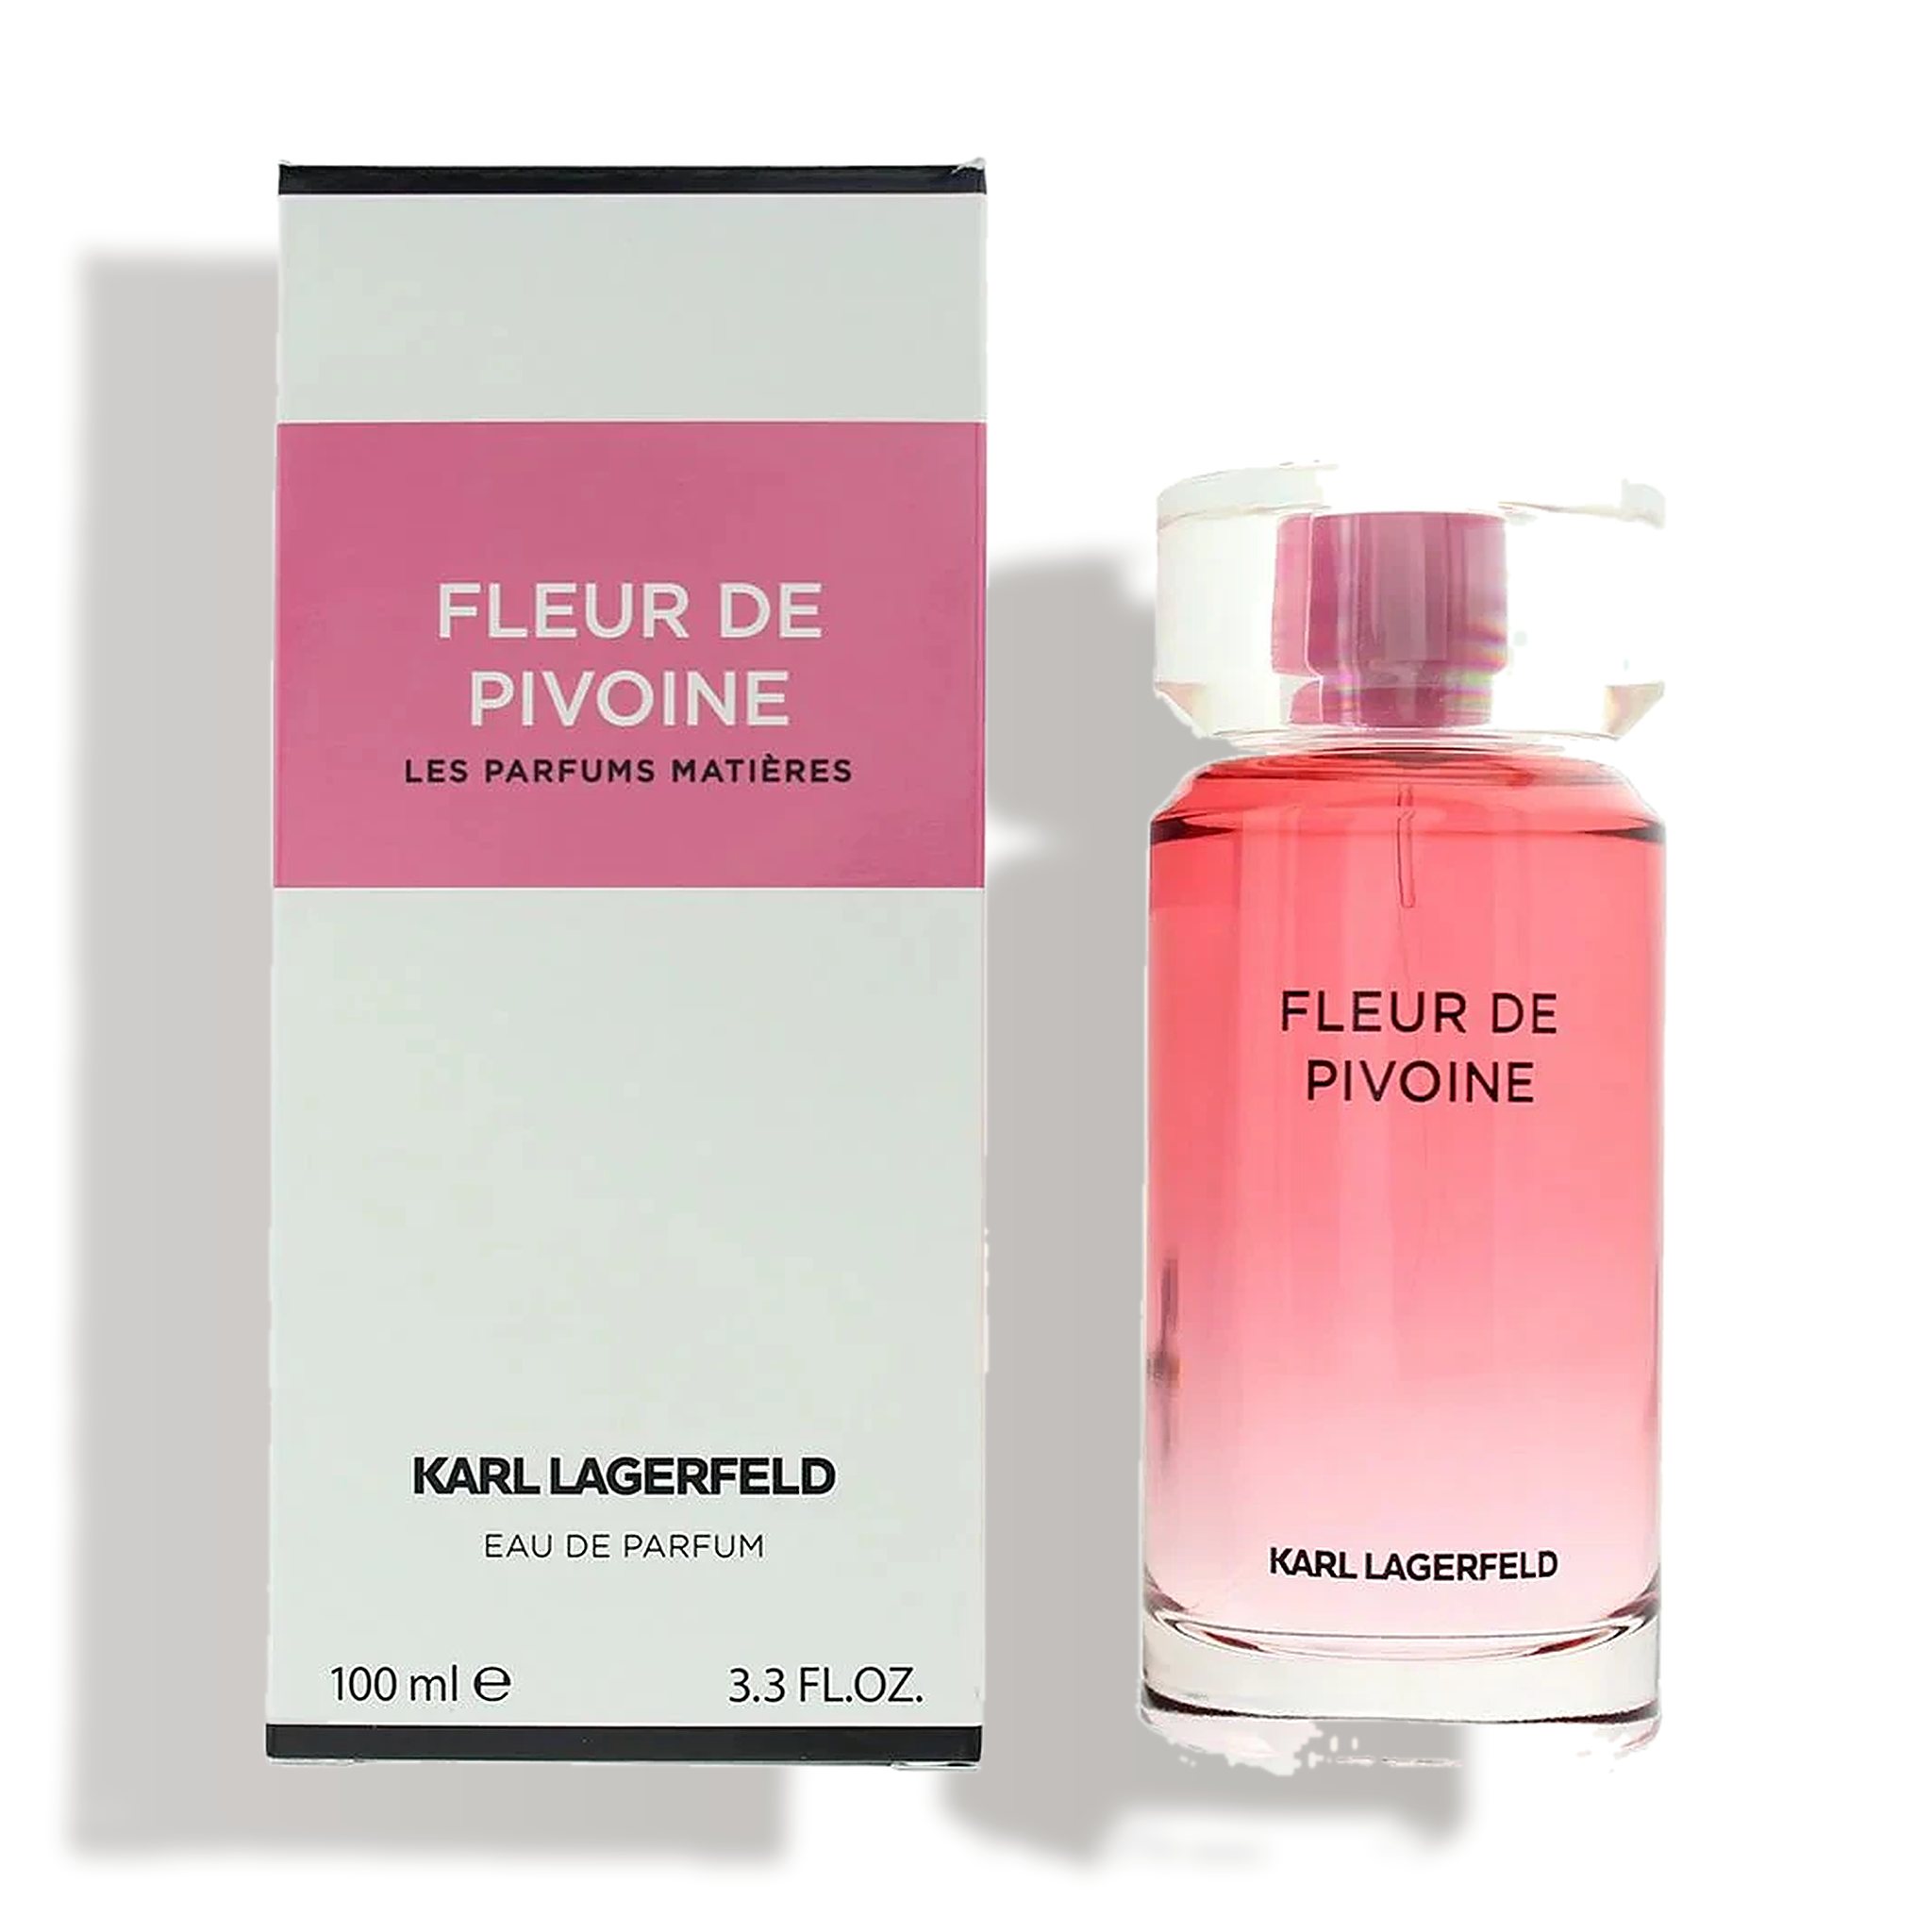 FLEUR DE
PIVOINE
LES PARFUMS MATIÈRES
KARL LAGERFELD
EAU DE PARFUM
100 ml ℮
3.3 FL.OZ.
FLEUR DE
PIVOINE
KARL LAGERFELD